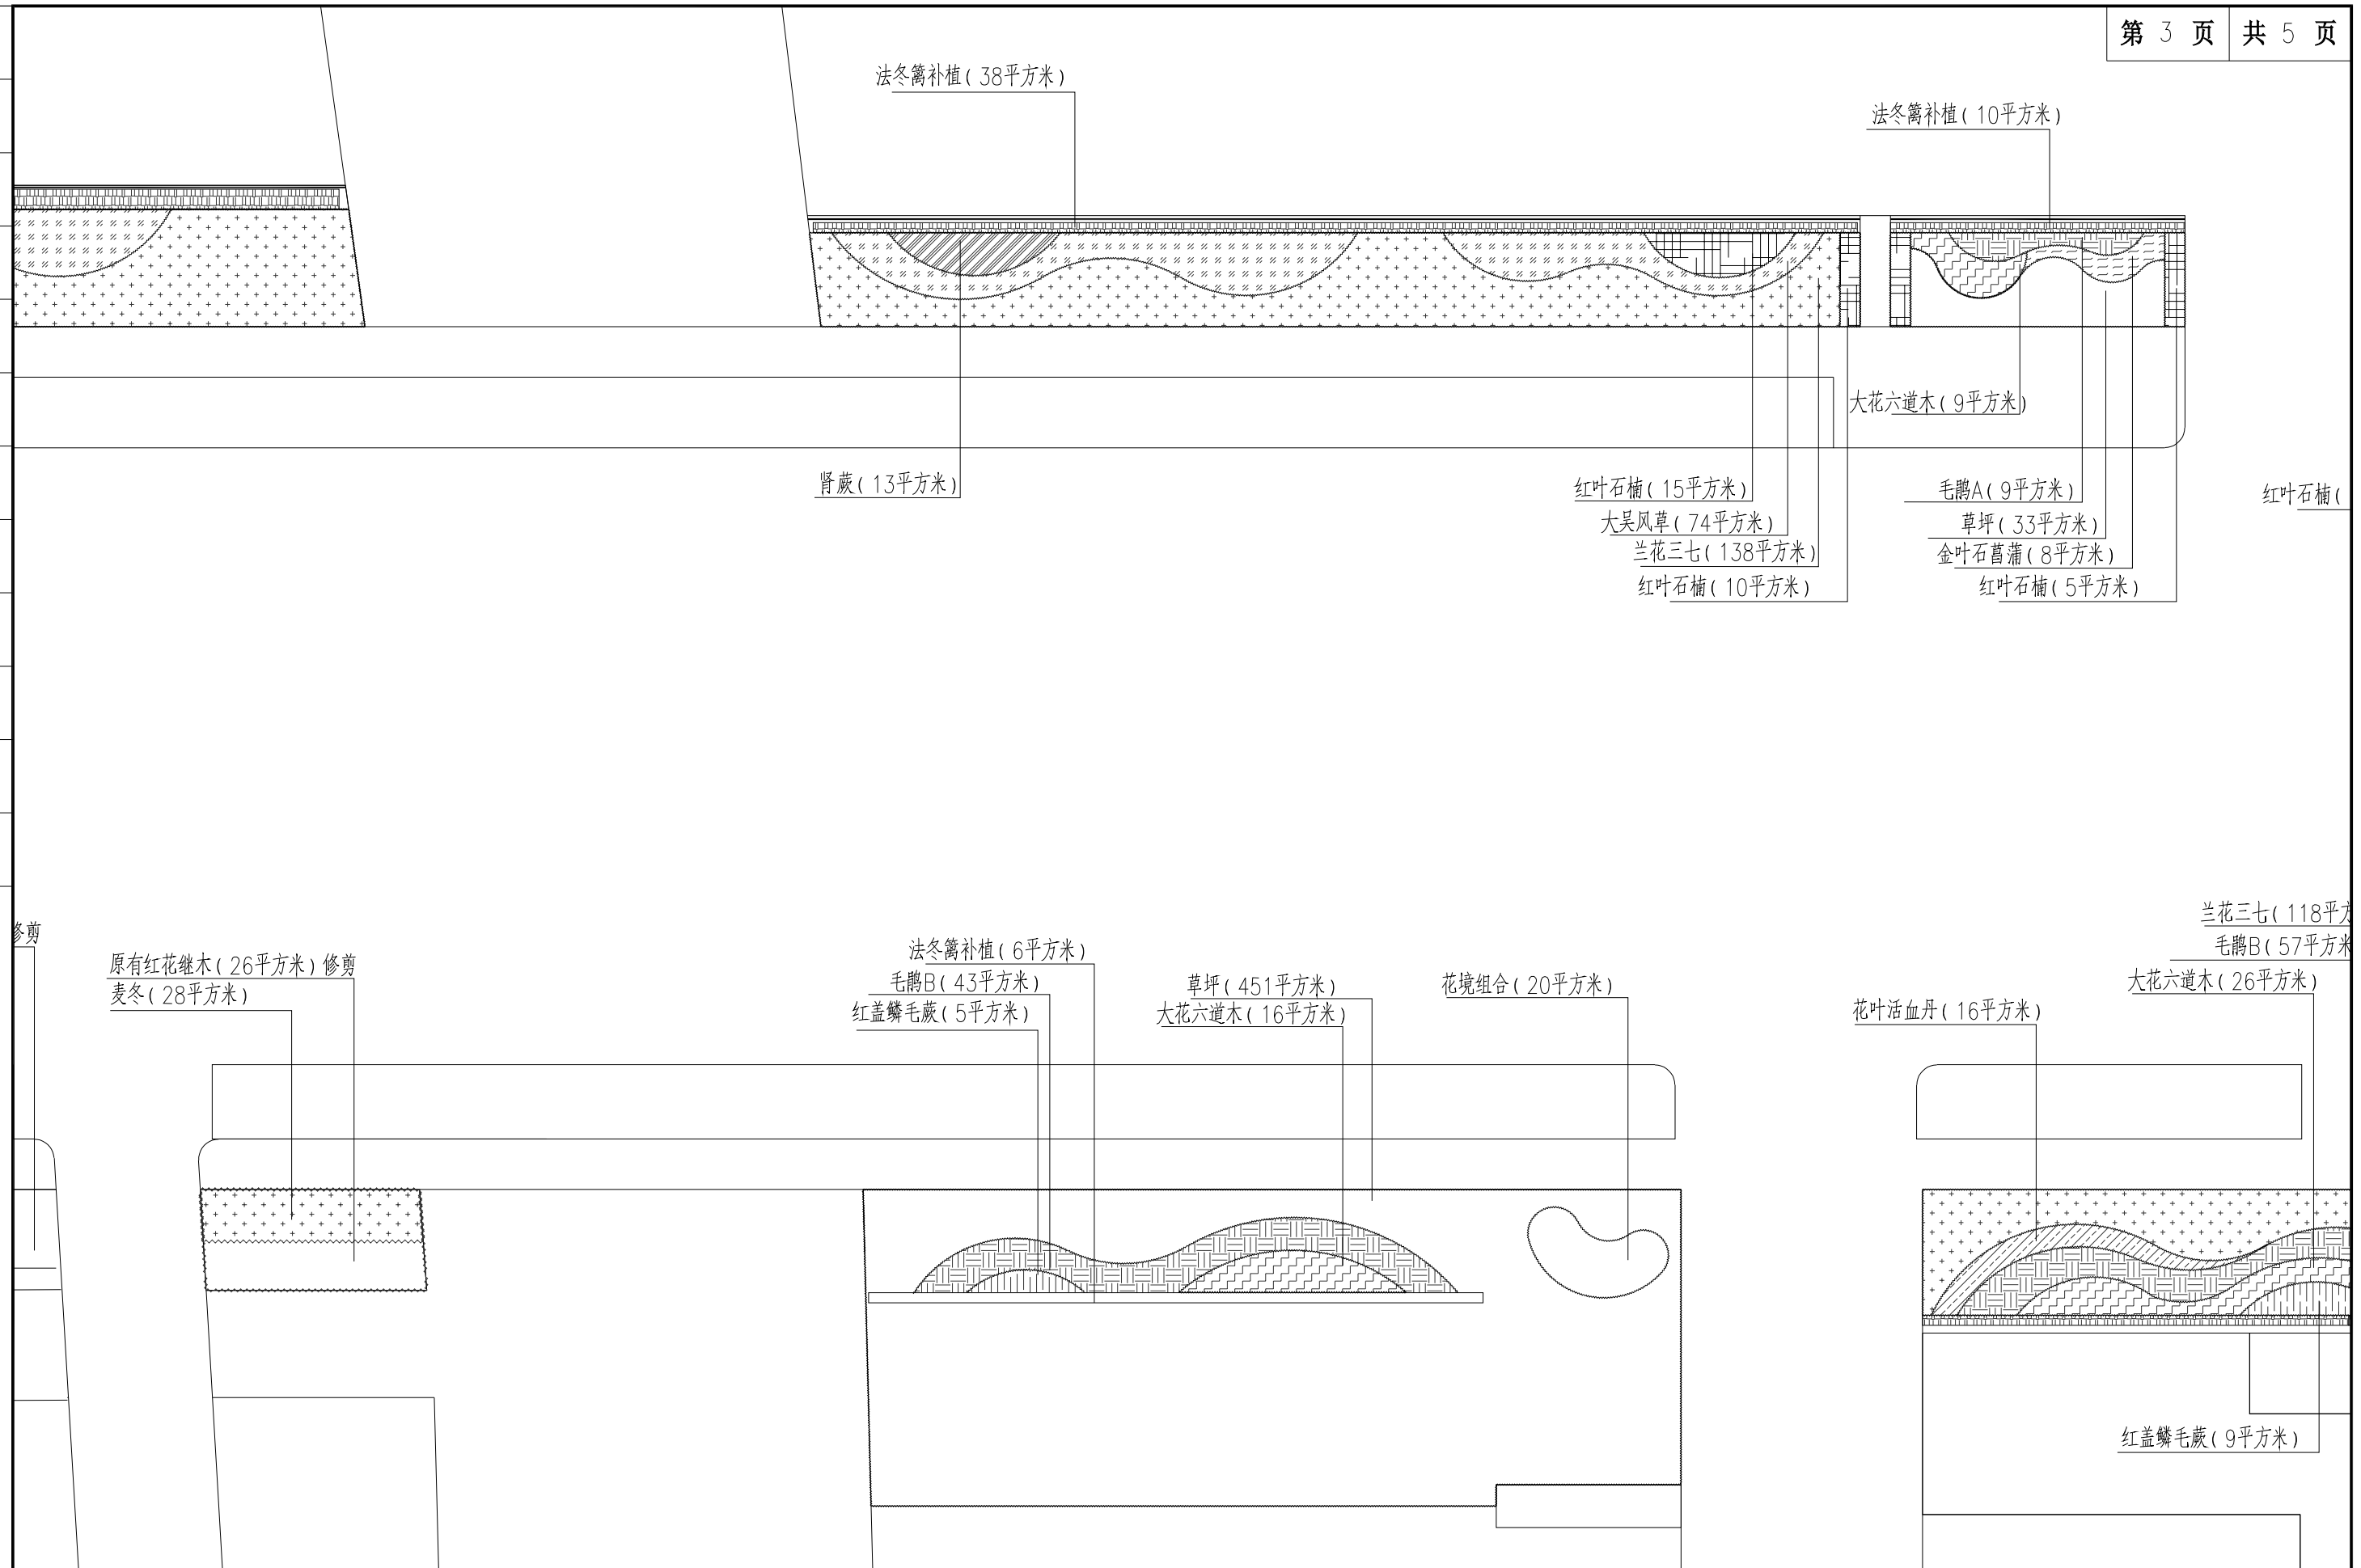 第 3 页 共 5 页
法冬篱补植(38平方米)
法冬篱补植(10平方米)
大花六道木(9平方米)
肾蕨(13平方米)
红叶石楠(15平方米)
毛鹃A(9平方米)
红叶石楠(
大吴风草(74平方米)
草坪(33平方米)
兰花三七(138平方米)
金叶石菖蒲(8平方米)
红叶石楠(10平方米)
红叶石楠(5平方米)
兰花三七(118平方
修剪
毛鹃B(57平方米
法冬篱补植(6平方米)
原有红花继木(26平方米)修剪
毛鹃B(43平方米)
草坪(451平方米)
花境组合(20平方米)
大花六道木(26平方米)
麦冬(28平方米)
红盖鳞毛蕨(5平方米)
大花六道木(16平方米)
花叶活血丹(16平方米)
红盖鳞毛蕨(9平方米)